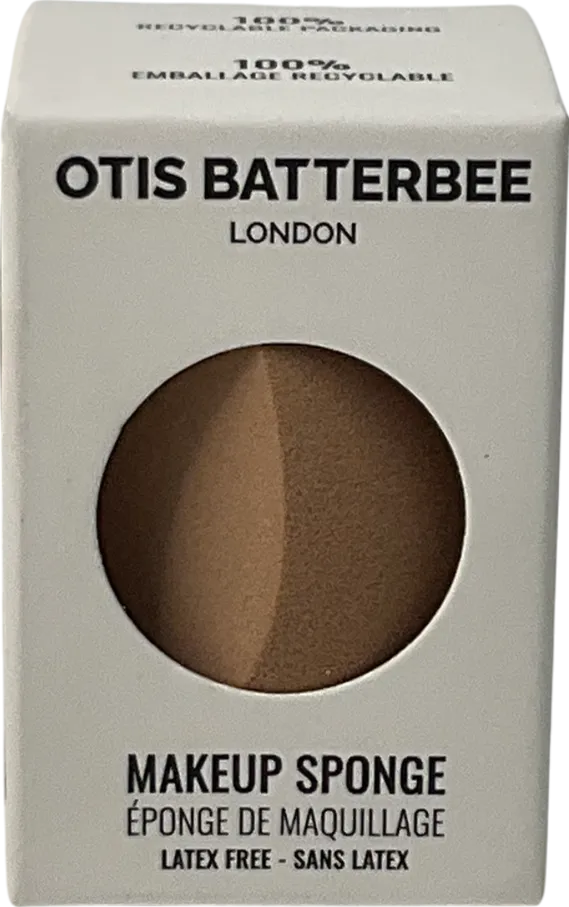 100%
RECYCLABLE PACKAGING
100%
EMBALLAGE RECYCLABLE
OTIS BATTERBEE
LONDON
MAKEUP SPONGE
ÉPONGE DE MAQUILLAGE
LATEX FREE - SANS LATEX